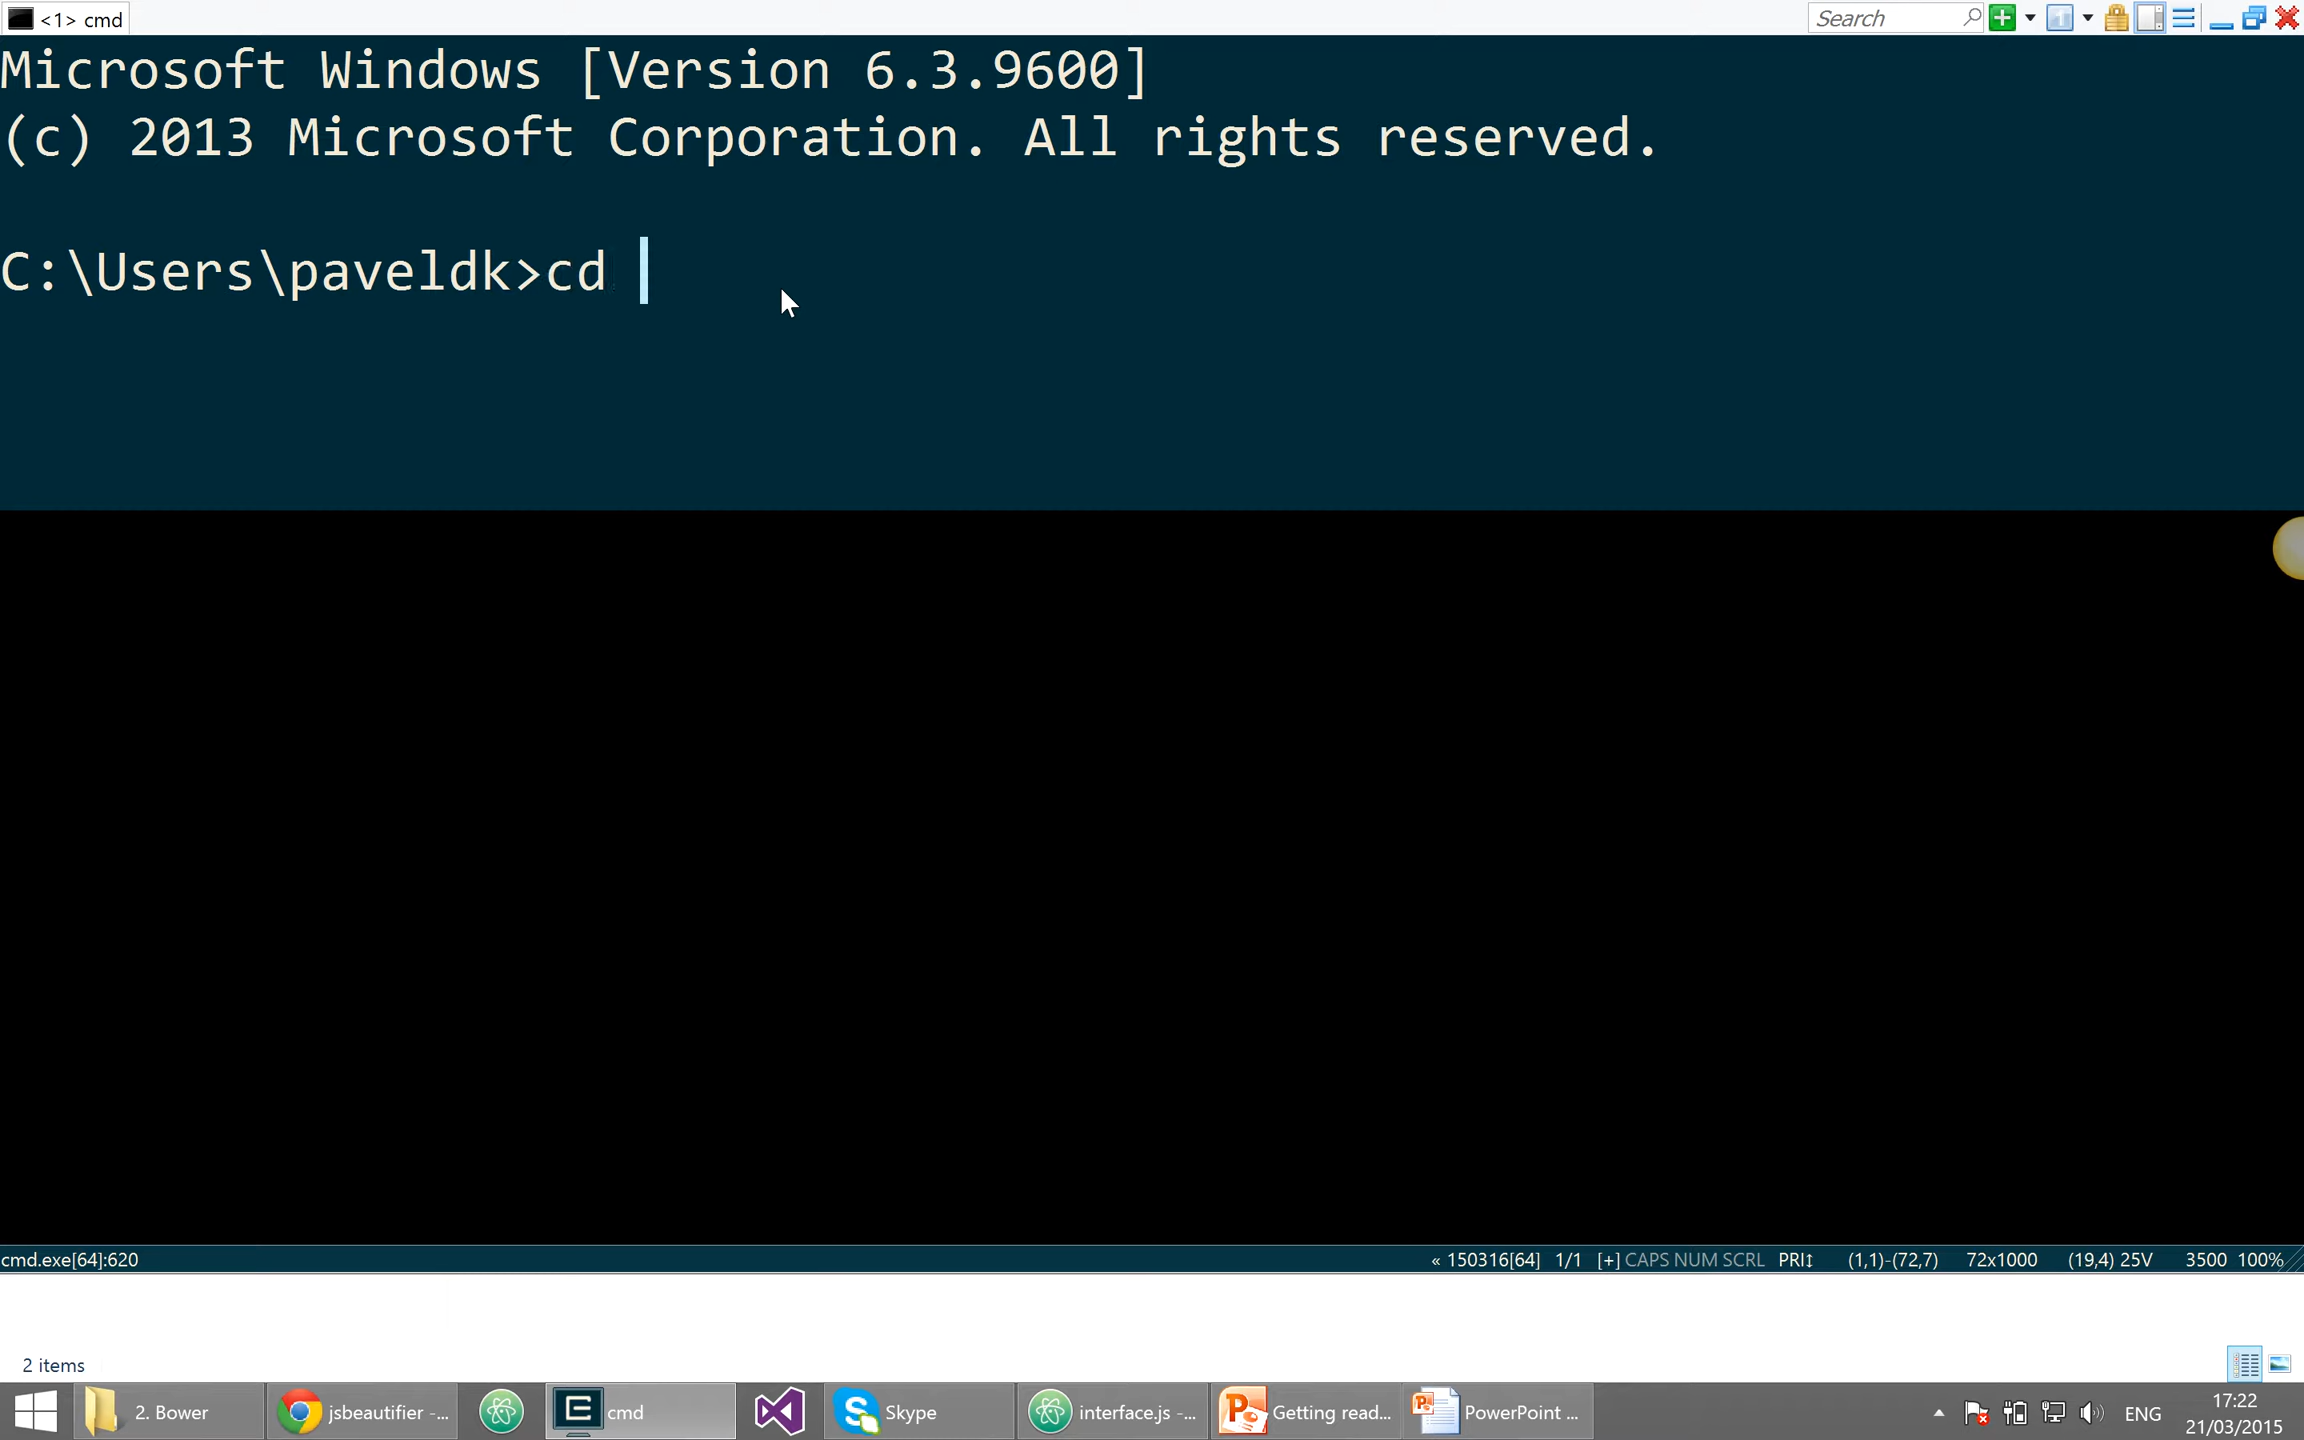 <1> cmd
Search
Microsoft Windows [Version 6.3.9600]
(c) 2013 Microsoft Corporation. All rights reserved.
C:\Users\paveldk>cd
cmd.exe[64]:620
« 150316[64] 1/1 [+] CAPS NUM SCRL PRI↕ (1,1)-(72,7) 72x1000 (19,4) 25V 3500 100%
2 items
2. Bower
jsbeautifier -...
cmd
Skype
interface.js -...
Getting read...
PowerPoint ...
ENG
17:22
21/03/2015